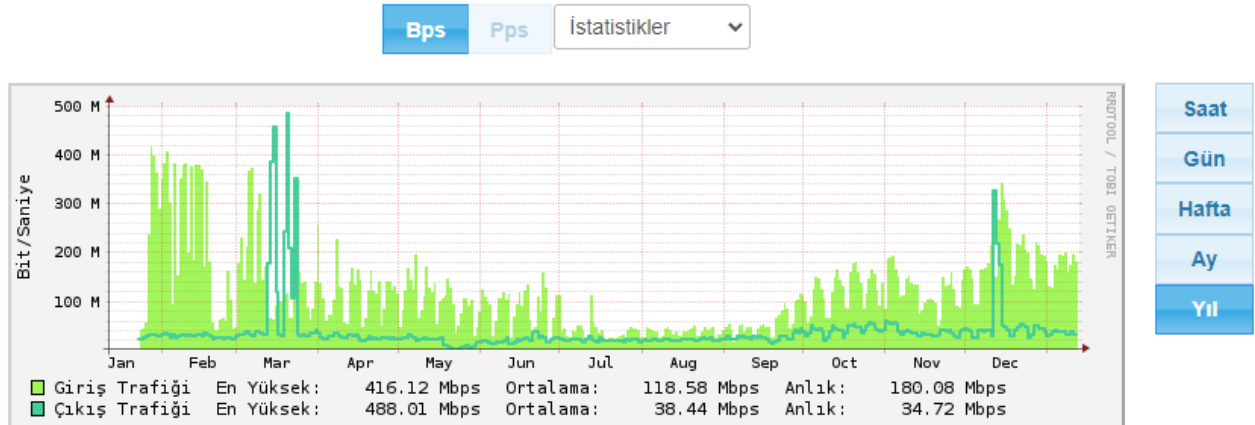 Bps Pps İstatistikler
Saat
Gün
Hafta
Ay
Yıl
RRDTOOL / TOBI OETIKER
Bit/Saniye
500 M
400 M
300 M
200 M
100 M
Jan Feb Mar Apr May Jun Jul Aug Sep Oct Nov Dec
Giriş Trafiği En Yüksek: 416.12 Mbps Ortalama: 118.58 Mbps Anlık: 180.08 Mbps
Çıkış Trafiği En Yüksek: 488.01 Mbps Ortalama: 38.44 Mbps Anlık: 34.72 Mbps